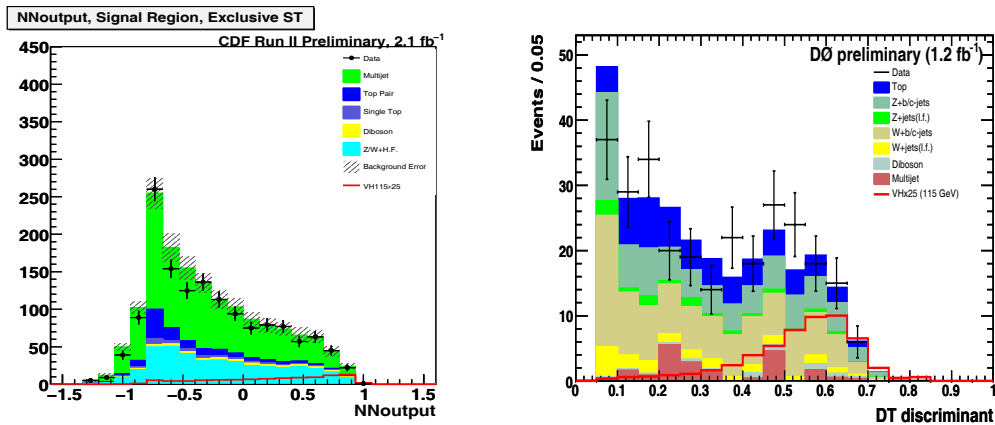 NNoutput, Signal Region, Exclusive ST
CDF Run II Preliminary, 2.1 fb⁻¹
450
400
350
300
250
200
150
100
50
0
−1.5
−1
−0.5
0
0.5
1
1.5
NNoutput
Data
Multijet
Top Pair
Single Top
Diboson
Z/W+H.F.
Background Error
VH115×25
DØ preliminary (1.2 fb⁻¹)
Events / 0.05
50
40
30
20
10
0
0
0.1
0.2
0.3
0.4
0.5
0.6
0.7
0.8
0.9
1
DT discriminant
Data
Top
Z+b/c-jets
Z+jets(l.f.)
W+b/c-jets
W+jets(l.f.)
Diboson
Multijet
VHx25 (115 GeV)